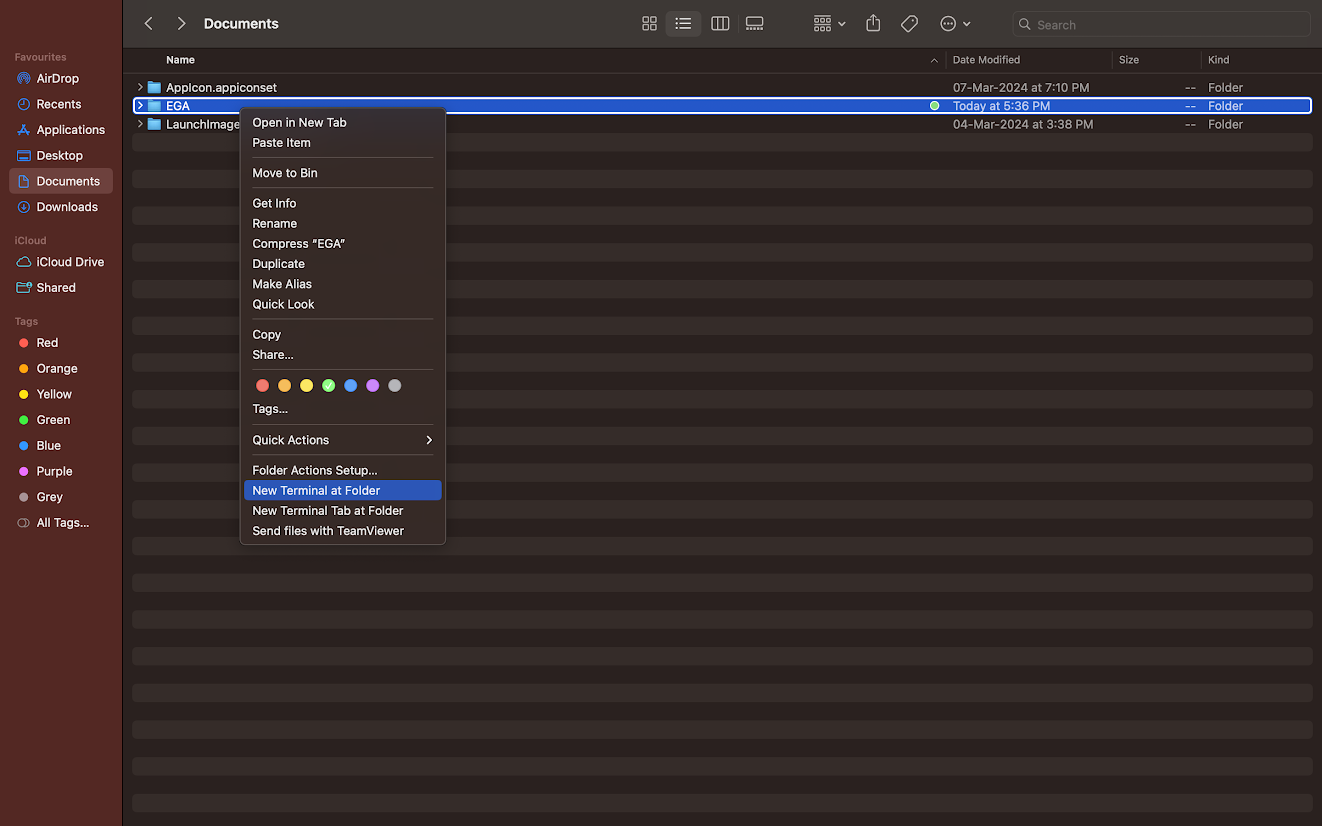 Documents
Search
Favourites
AirDrop
Recents
Applications
Desktop
Documents
Downloads
iCloud
iCloud Drive
Shared
Tags
Red
Orange
Yellow
Green
Blue
Purple
Grey
All Tags...
Name Date Modified Size Kind
AppIcon.appiconset 07-Mar-2024 at 7:10 PM -- Folder
EGA Today at 5:36 PM -- Folder
LaunchImage 04-Mar-2024 at 3:38 PM -- Folder
Open in New Tab
Paste Item
Move to Bin
Get Info
Rename
Compress “EGA”
Duplicate
Make Alias
Quick Look
Copy
Share...
Tags...
Quick Actions
Folder Actions Setup...
New Terminal at Folder
New Terminal Tab at Folder
Send files with TeamViewer